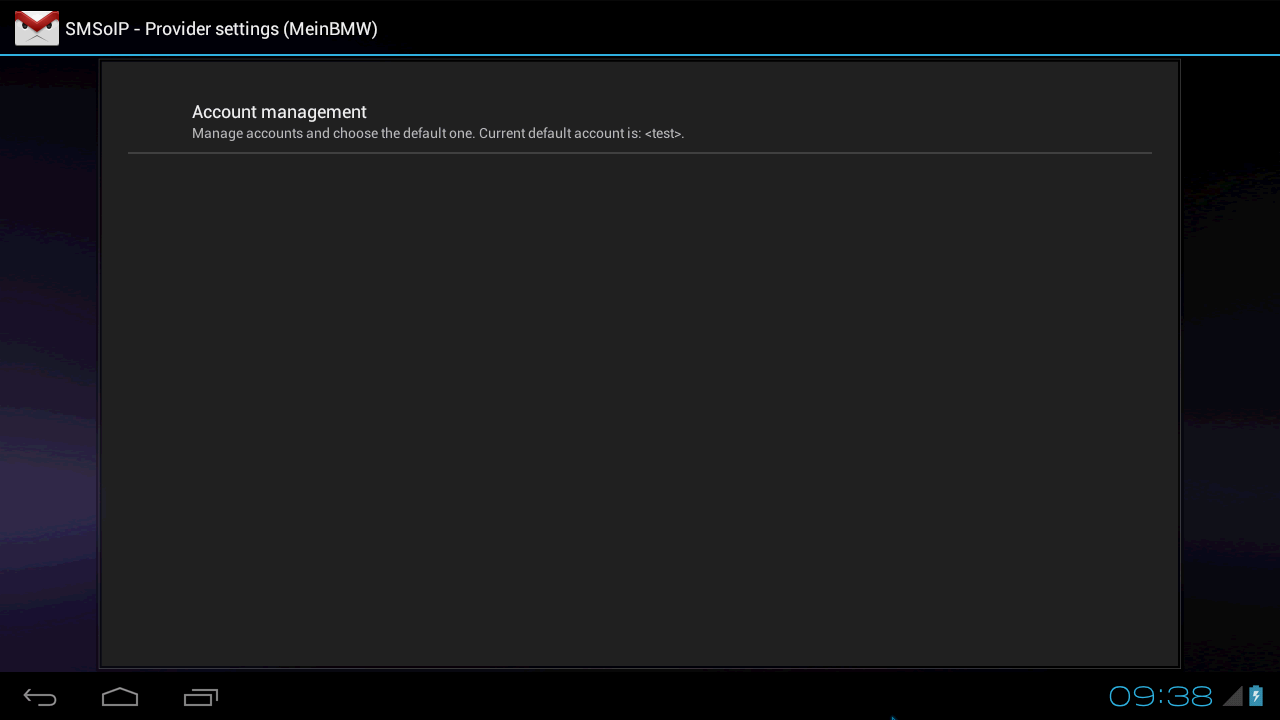 SMSoIP - Provider settings (MeinBMW)
Account management
Manage accounts and choose the default one. Current default account is: <test>.
09:38